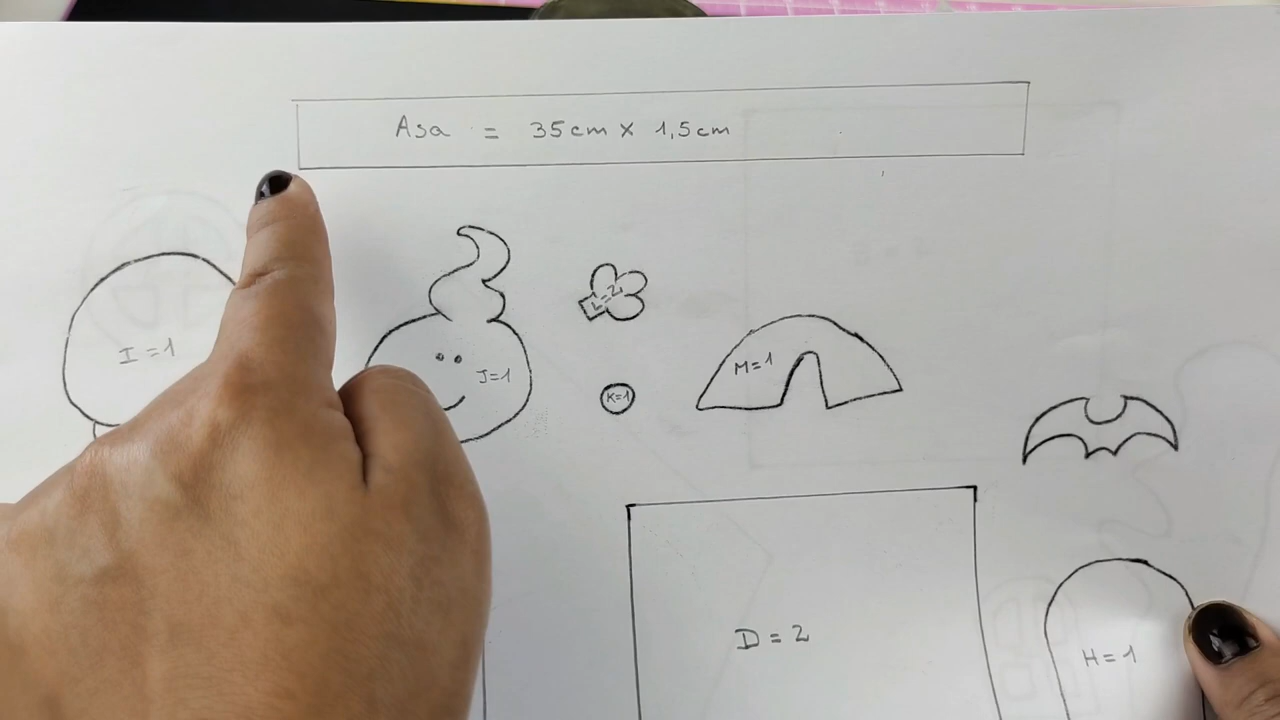 Asa = 35cm x 1,5cm
I=1
J=1
L=2
K=1
M=1
D=2
H=1